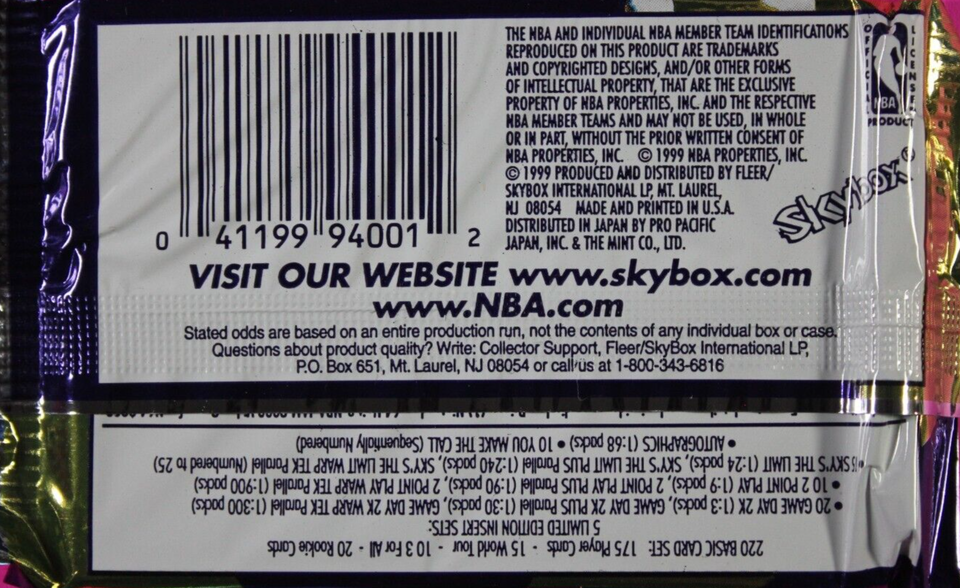 THE NBA AND INDIVIDUAL NBA MEMBER TEAM IDENTIFICATIONS
REPRODUCED ON THIS PRODUCT ARE TRADEMARKS
AND COPYRIGHTED DESIGNS, AND/OR OTHER FORMS
OF INTELLECTUAL PROPERTY, THAT ARE THE EXCLUSIVE
PROPERTY OF NBA PROPERTIES, INC. AND THE RESPECTIVE
NBA MEMBER TEAMS AND MAY NOT BE USED, IN WHOLE
OR IN PART, WITHOUT THE PRIOR WRITTEN CONSENT OF
NBA PROPERTIES, INC. © 1999 NBA PROPERTIES, INC.
© 1999 PRODUCED AND DISTRIBUTED BY FLEER/
SKYBOX INTERNATIONAL LP, MT. LAUREL,
NJ 08054 MADE AND PRINTED IN U.S.A.
DISTRIBUTED IN JAPAN BY PRO PACIFIC
JAPAN, INC. & THE MINT CO., LTD.
OFFICIAL
LICENSED
NBA
PRODUCT
Skybox®
0 41199 94001 2
VISIT OUR WEBSITE www.skybox.com
www.NBA.com
Stated odds are based on an entire production run, not the contents of any individual box or case.
Questions about product quality? Write: Collector Support, Fleer/SkyBox International LP,
P.O. Box 651, Mt. Laurel, NJ 08054 or call us at 1-800-343-6816
220 BASIC CARD SET: 175 Player Cards - 15 World Tour - 10 3 For All - 20 Rookie Cards
5 LIMITED EDITION INSERT SETS:
• 20 GAME DAY 2K (1:3 packs), GAME DAY 2K PLUS Parallel (1:30 packs), GAME DAY 2K WARP TEK Parallel (1:300 packs)
• 10 2 POINT PLAY (1:9 packs), 2 POINT PLAY PLUS Parallel (1:90 packs), 2 POINT PLAY WARP TEK Parallel (1:900 packs)
SKY'S THE LIMIT (1:24 packs), SKY'S THE LIMIT PLUS Parallel (1:240 packs), SKY'S THE LIMIT WARP TEK Parallel (Numbered to 25)
• AUTOGRAPHICS (1:68 packs) • 10 YOU MAKE THE CALL (Sequentially Numbered)